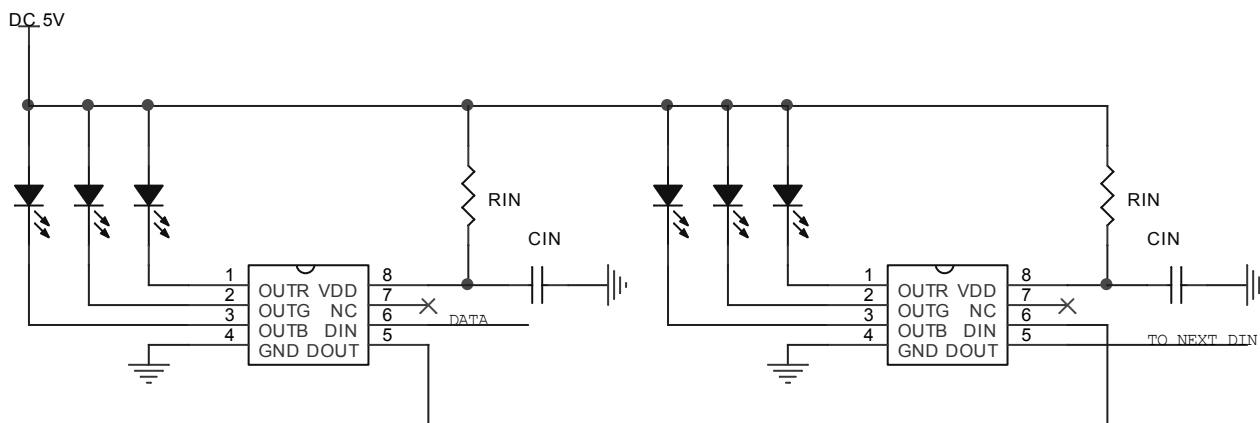 DC 5V
RIN
CIN
1 OUTR VDD 8
2 OUTG NC 7
3 OUTB DIN 6 DATA
4 GND DOUT 5
RIN
CIN
1 OUTR VDD 8
2 OUTG NC 7
3 OUTB DIN 6
4 GND DOUT 5 TO NEXT DIN